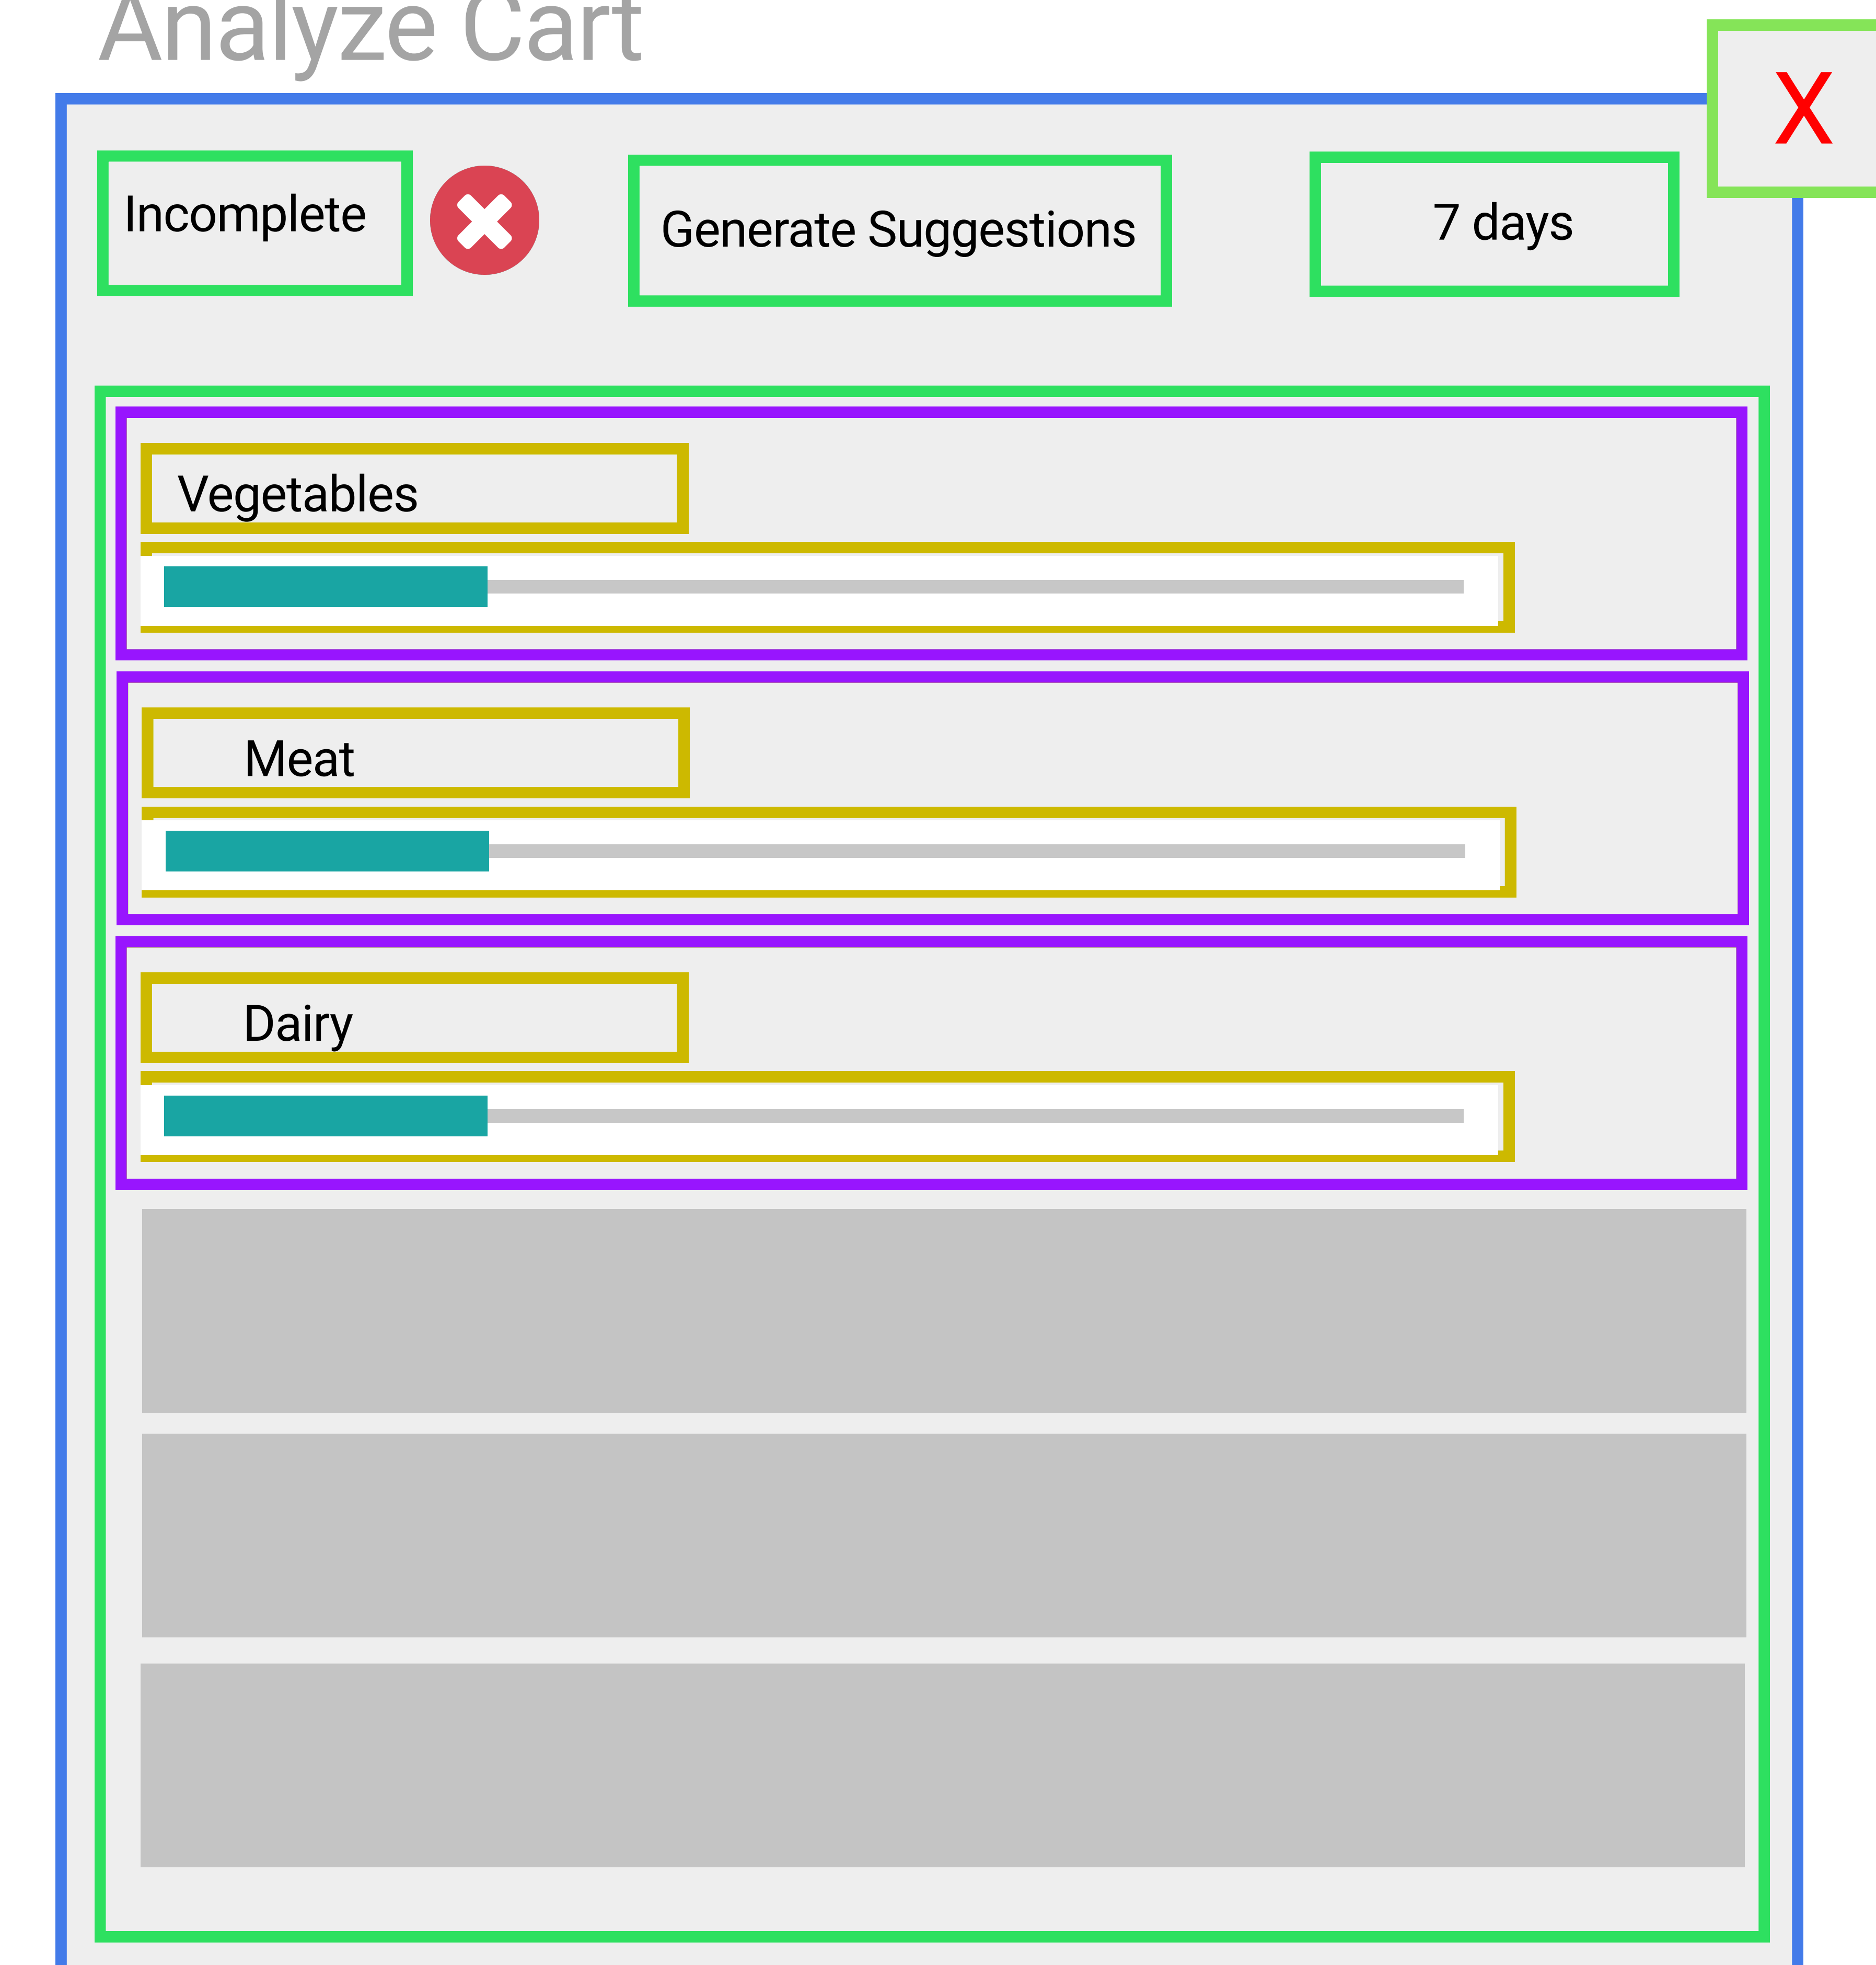 Analyze Cart
X
Incomplete
Generate Suggestions
7 days
Vegetables
Meat
Dairy